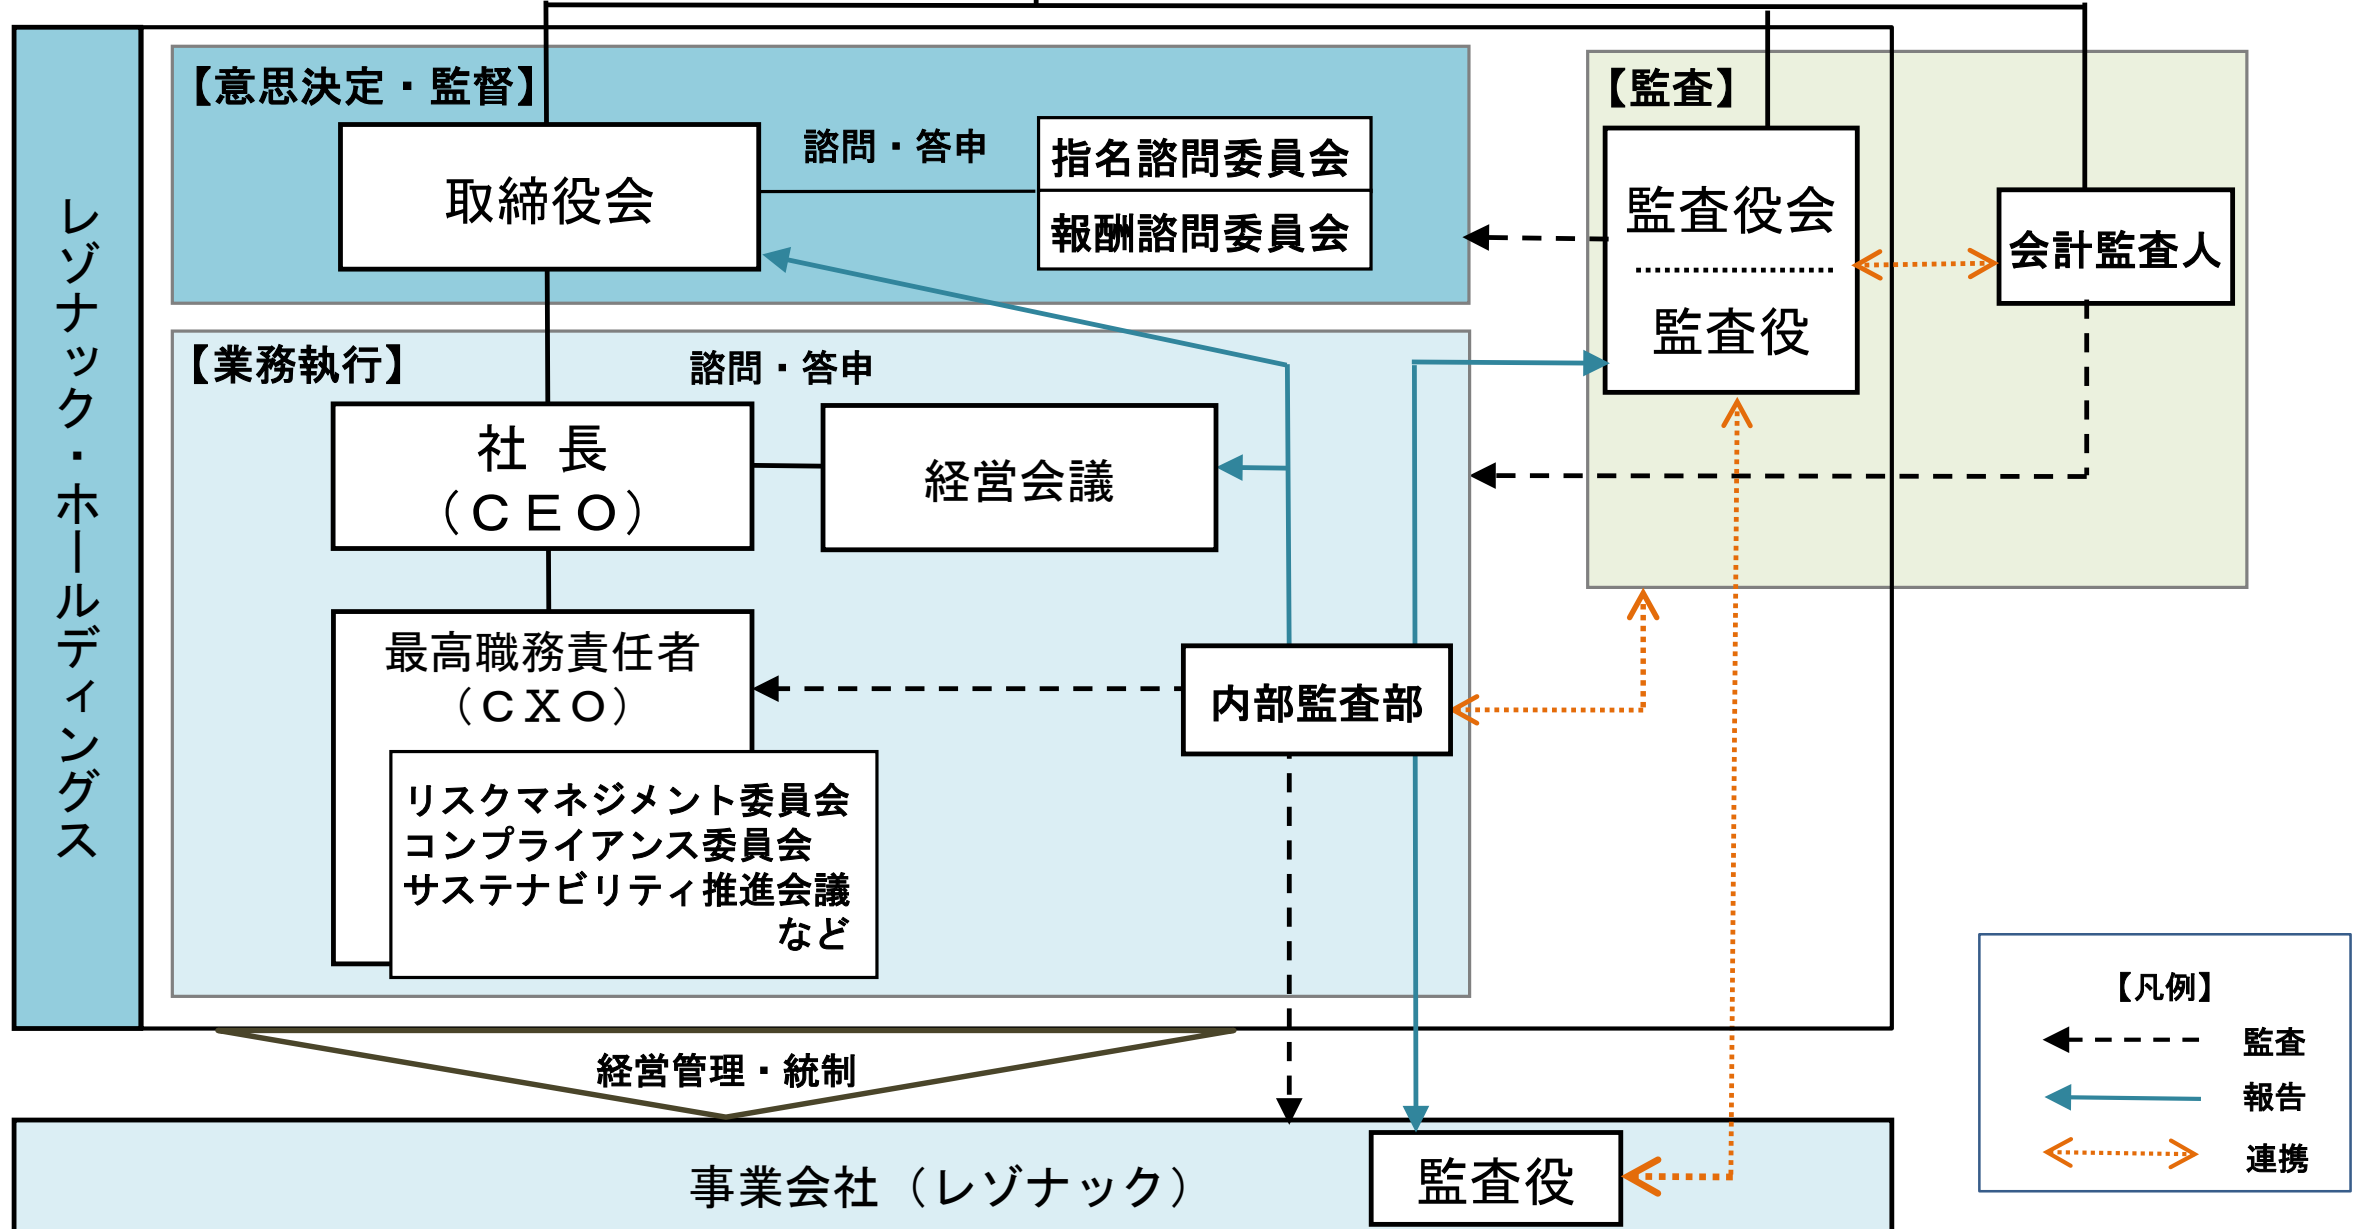 レゾナック・ホールディングス
【意思決定・監督】
取締役会
諮問・答申
指名諮問委員会
報酬諮問委員会
【監査】
監査役会
監査役
会計監査人
【業務執行】
諮問・答申
社 長
（ＣＥＯ）
経営会議
最高職務責任者
（ＣＸＯ）
リスクマネジメント委員会
コンプライアンス委員会
サステナビリティ推進会議
など
内部監査部
経営管理・統制
事業会社（レゾナック）
監査役
【凡例】
監査
報告
連携